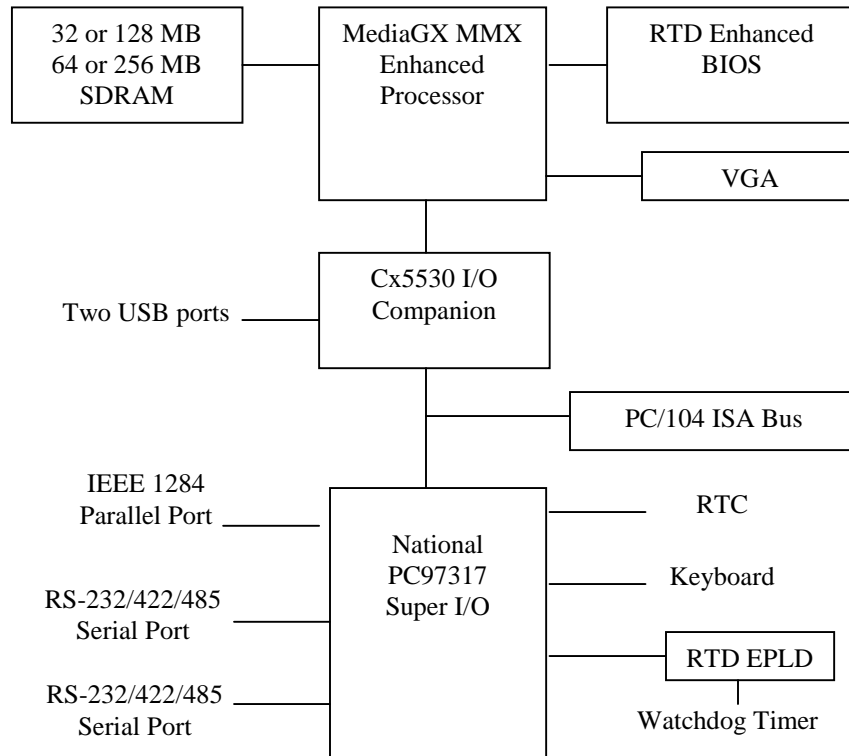 32 or 128 MB
64 or 256 MB
SDRAM
MediaGX MMX
Enhanced
Processor
RTD Enhanced
BIOS
VGA
Cx5530 I/O
Companion
Two USB ports
PC/104 ISA Bus
IEEE 1284
Parallel Port
National
PC97317
Super I/O
RTC
Keyboard
RS-232/422/485
Serial Port
RTD EPLD
RS-232/422/485
Serial Port
Watchdog Timer